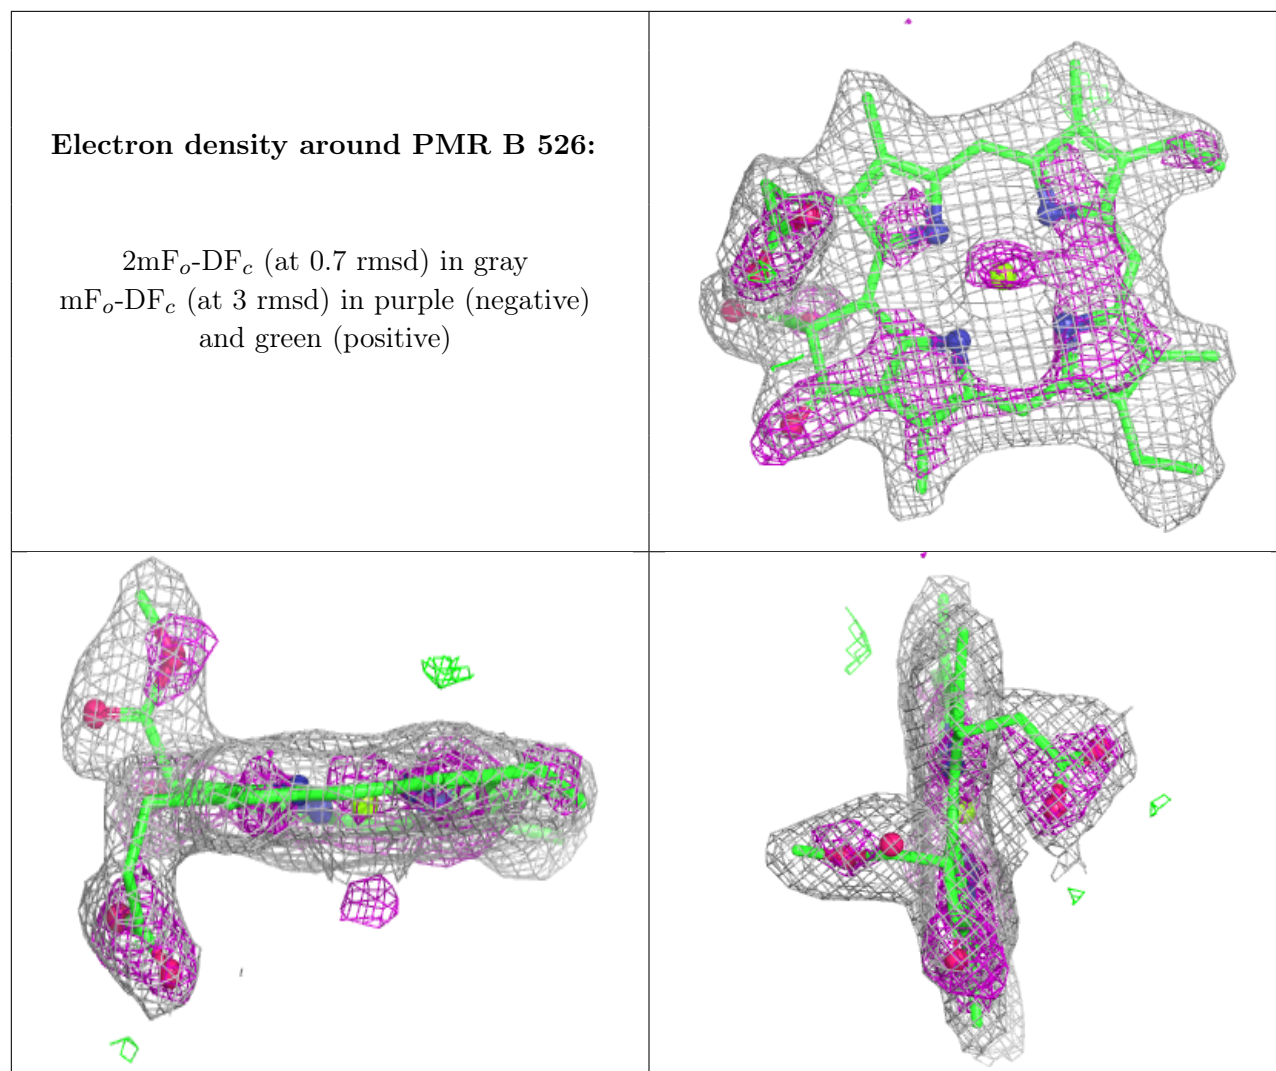 Electron density around PMR B 526:
2mFo-DFc (at 0.7 rmsd) in gray
mFo-DFc (at 3 rmsd) in purple (negative)
and green (positive)